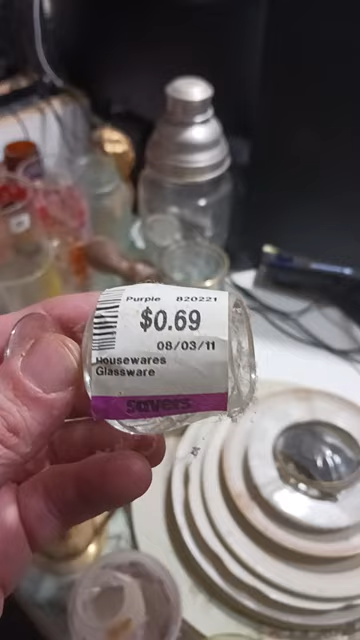 Purple 820221
$0.69
08/03/11
Housewares
Glassware
savers